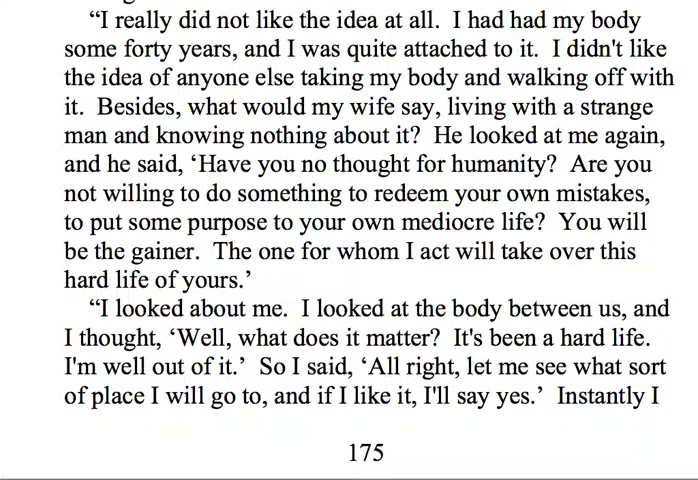 “I really did not like the idea at all.  I had had my body
some forty years, and I was quite attached to it.  I didn't like
the idea of anyone else taking my body and walking off with
it.  Besides, what would my wife say, living with a strange
man and knowing nothing about it?  He looked at me again,
and he said, ‘Have you no thought for humanity?  Are you
not willing to do something to redeem your own mistakes,
to put some purpose to your own mediocre life?  You will
be the gainer.  The one for whom I act will take over this
hard life of yours.’
“I looked about me.  I looked at the body between us, and
I thought, ‘Well, what does it matter?  It's been a hard life.
I'm well out of it.’  So I said, ‘All right, let me see what sort
of place I will go to, and if I like it, I'll say yes.’  Instantly I
175